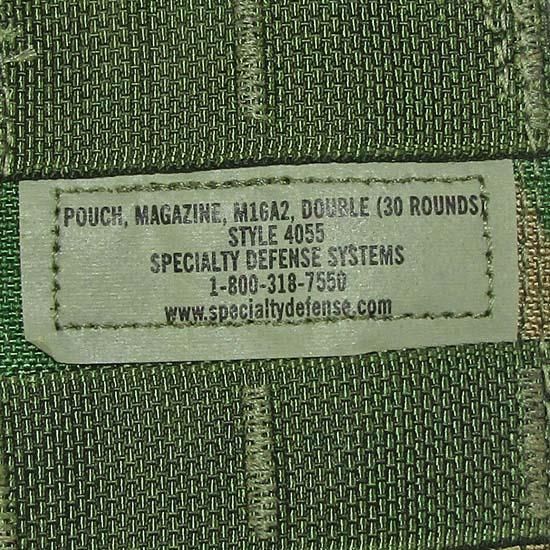 POUCH, MAGAZINE, M16A2, DOUBLE (30 ROUNDS)
STYLE 4055
SPECIALTY DEFENSE SYSTEMS
1-800-318-7550
www.specialtydefense.com